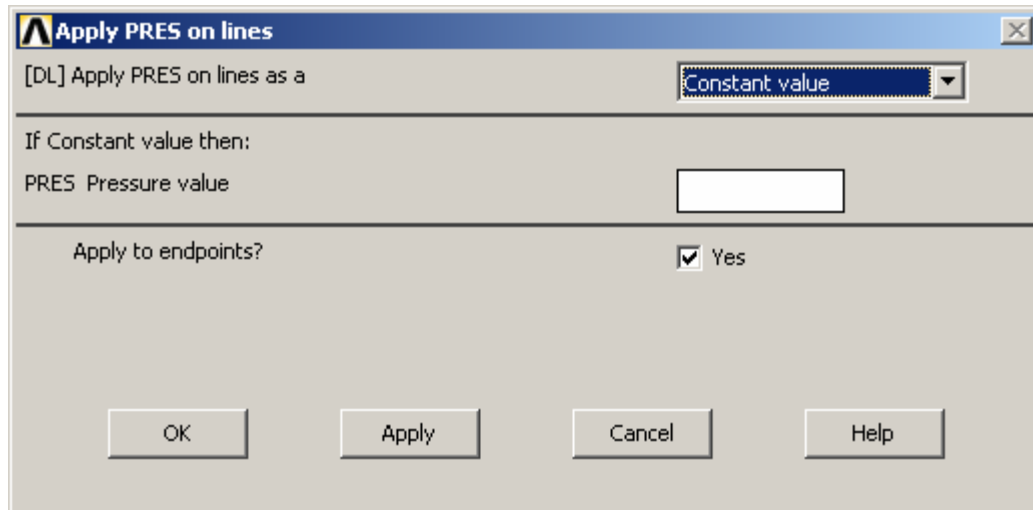 Apply PRES on lines
[DL] Apply PRES on lines as a
Constant value
If Constant value then:
PRES Pressure value
Apply to endpoints?
Yes
OK
Apply
Cancel
Help